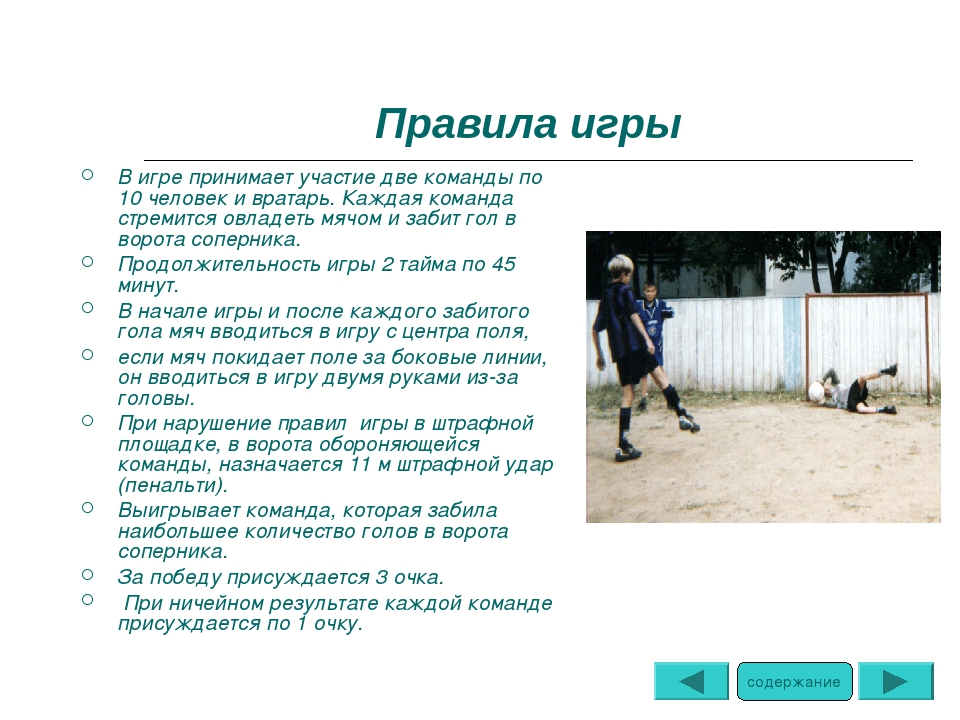 Правила игры
В игре принимает участие две команды по
10 человек и вратарь. Каждая команда
стремится овладеть мячом и забит гол в
ворота соперника.
Продолжительность игры 2 тайма по 45
минут.
В начале игры и после каждого забитого
гола мяч вводиться в игру с центра поля,
если мяч покидает поле за боковые линии,
он вводиться в игру двумя руками из-за
головы.
При нарушение правил  игры в штрафной
площадке, в ворота обороняющейся
команды, назначается 11 м штрафной удар
(пенальти).
Выигрывает команда, которая забила
наибольшее количество голов в ворота
соперника.
За победу присуждается 3 очка.
При ничейном результате каждой команде
присуждается по 1 очку.
содержание